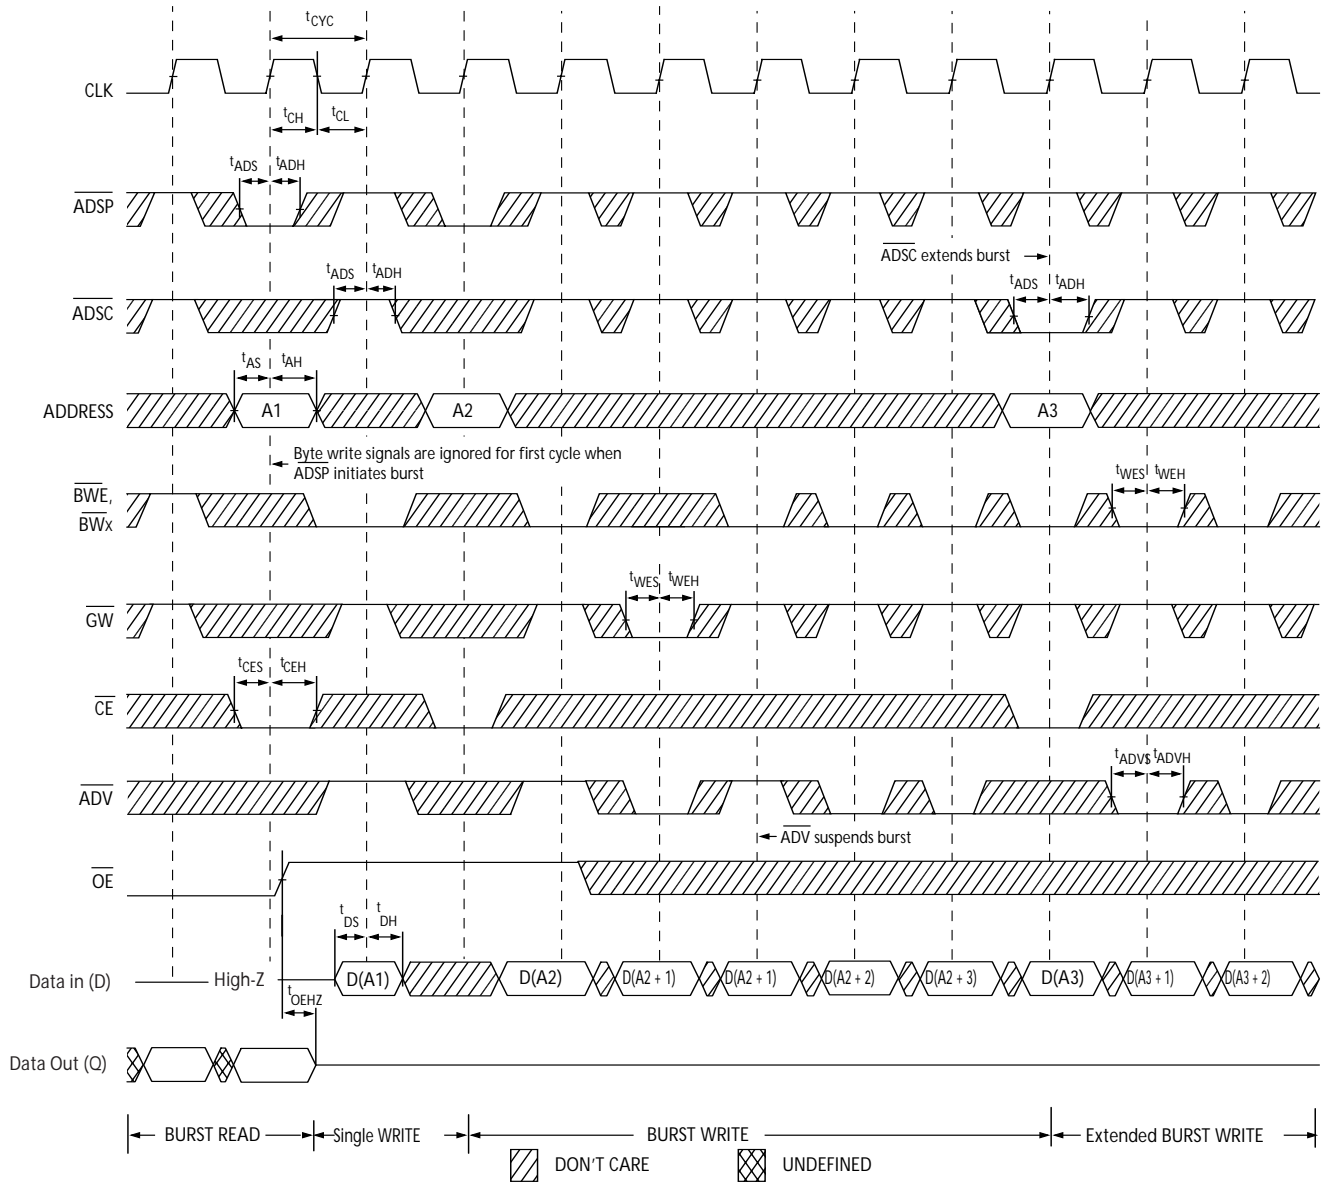 tCYC
CLK
tCH
tCL
tADS
tADH
ADSP
ADSC extends burst
tADS
tADH
tADS
tADH
ADSC
tAS
tAH
ADDRESS
A1
A2
A3
Byte write signals are ignored for first cycle when
ADSP initiates burst
tWES
tWEH
BWE,
BWx
tWES
tWEH
GW
tCES
tCEH
CE
tADVS
tADVH
ADV
ADV suspends burst
OE
tDS
tDH
Data in (D)
High-Z
D(A1)
D(A2)
D(A2 + 1)
D(A2 + 1)
D(A2 + 2)
D(A2 + 3)
D(A3)
D(A3 + 1)
D(A3 + 2)
tOEHZ
Data Out (Q)
BURST READ
Single WRITE
BURST WRITE
Extended BURST WRITE
DON'T CARE
UNDEFINED